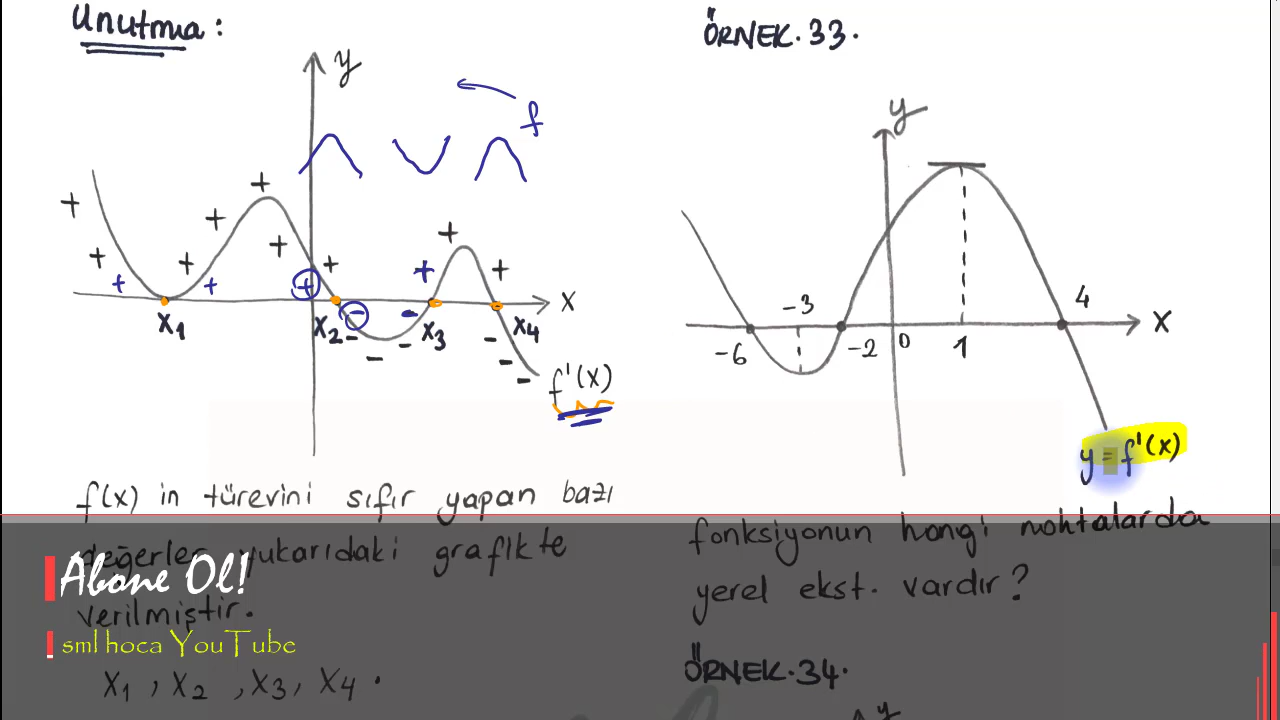 Unutma :
y
f
+ + + + + + + + + + + + + + +
x
x₁ x₂ x₃ x₄
- - - - - - - -
f'(x)
f(x) in türevini sıfır yapan bazı
değerler yukarıdaki grafikte
verilmiştir.
x₁ , x₂ , x₃, x₄ .
Abone Ol!
sml hoca YouTube
ÖRNEK.33.
y
-3
4
x
-6
-2
0
1
y = f'(x)
fonksiyonun hangi noktalarda
yerel ekst. vardır?
ÖRNEK.34.
y